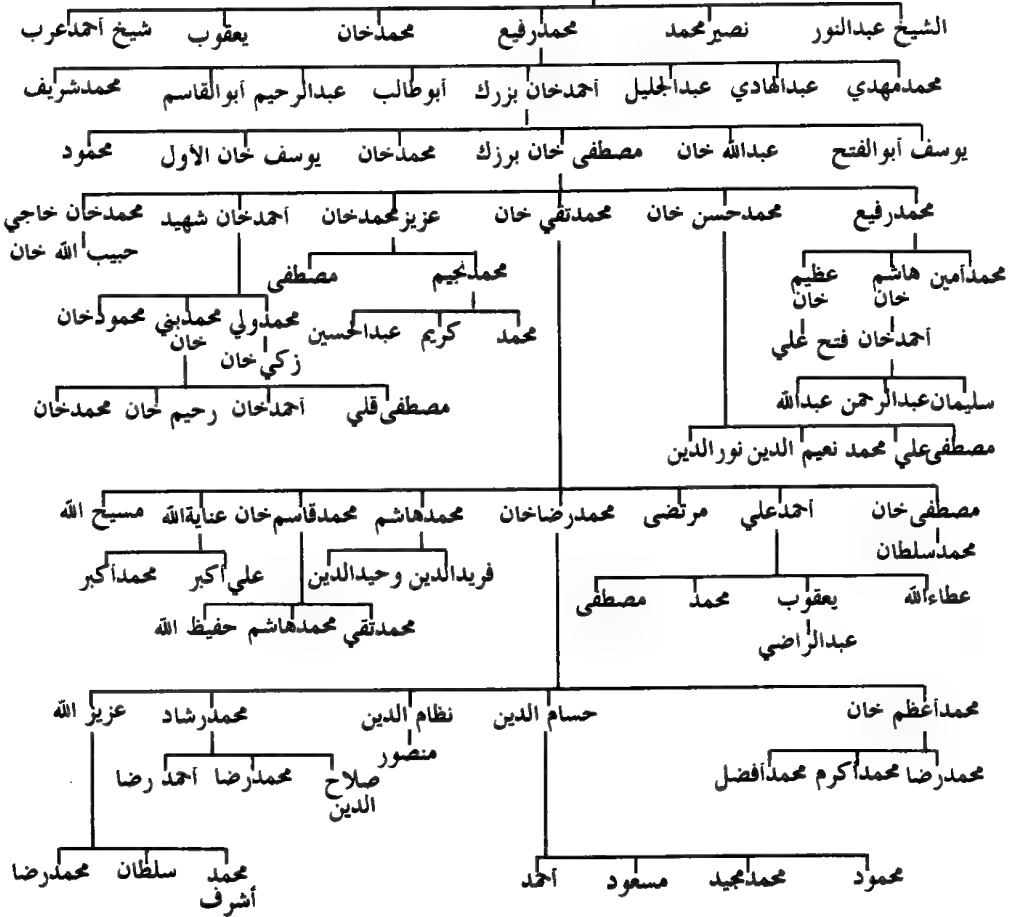 الشيخ عبدالنور نصيرمحمد محمدرفيع محمدخان يعقوب شيخ أحمدعرب
محمدمهدي عبدالهادي عبدالجليل أحمدخان بزرك أبوطالب عبدالرحيم أبوالقاسم محمدشريف
يوسف أبوالفتح عبدالله خان مصطفى خان برزك محمدخان يوسف خان الأول محمود
محمدرفيع محمدحسن خان محمدتقي خان عزيزمحمدخان أحمدخان شهيد محمدخان خاجي
حبيب الله خان
محمدأمين هاشم خان عظيم خان محمدنجيم مصطفى
محمدولي محمدبني خان محمودخان
محمد كريم عبدالحسين
أحمدخان فتح علي
زكي خان
سليمان عبدالرحمن عبدالله
مصطفى قلي أحمدخان رحيم خان محمدخان
مصطفى علي محمد نعيم الدين نورالدين
مصطفى خان أحمدعلي مرتضى محمدرضاخان محمدهاشم محمدقاسم خان عنايةالله مسيح الله
محمدسلطان
فريدالدين وحيدالدين علي أكبر محمدأكبر
عطاءالله يعقوب محمد مصطفى
محمدتقي محمدهاشم حفيظ الله
عبدالراضي
محمدأعظم خان حسام الدين نظام الدين محمدرشاد عزيز الله
منصور
محمدرضا محمدأكرم محمدأفضل صلاح الدين محمدرضا أحمد رضا
محمود محمدمجيد مسعود أحمد محمد أشرف سلطان محمدرضا